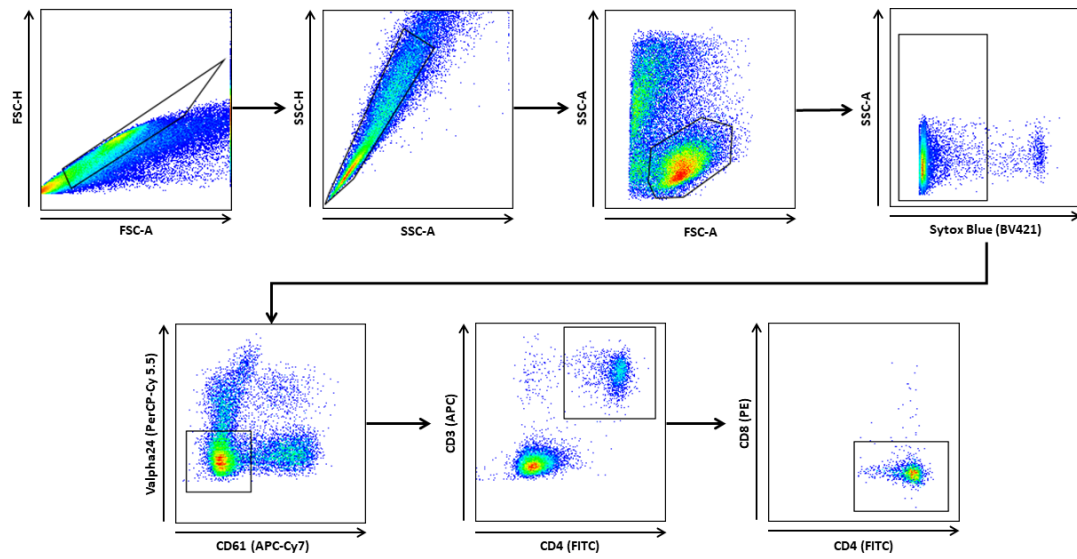 FSC-H
FSC-A
SSC-H
SSC-A
SSC-A
FSC-A
SSC-A
Sytox Blue (BV421)
Valpha24 (PerCP-Cy 5.5)
CD61 (APC-Cy7)
CD3 (APC)
CD4 (FITC)
CD8 (PE)
CD4 (FITC)